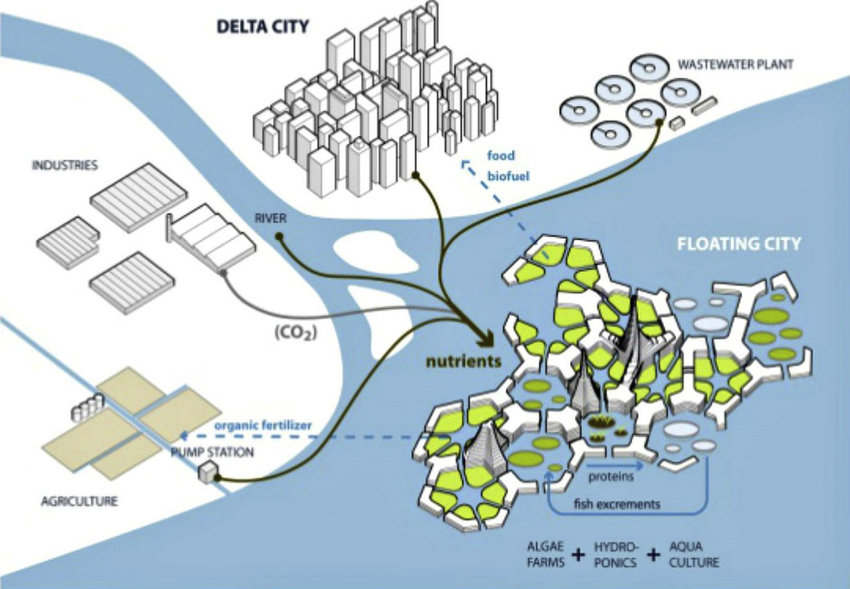 DELTA CITY
WASTEWATER PLANT
INDUSTRIES
food
biofuel
RIVER
FLOATING CITY
(CO₂)
nutrients
organic fertilizer
PUMP STATION
AGRICULTURE
proteins
fish excrements
ALGAE
FARMS
+
HYDRO-
PONICS
+
AQUA
CULTURE